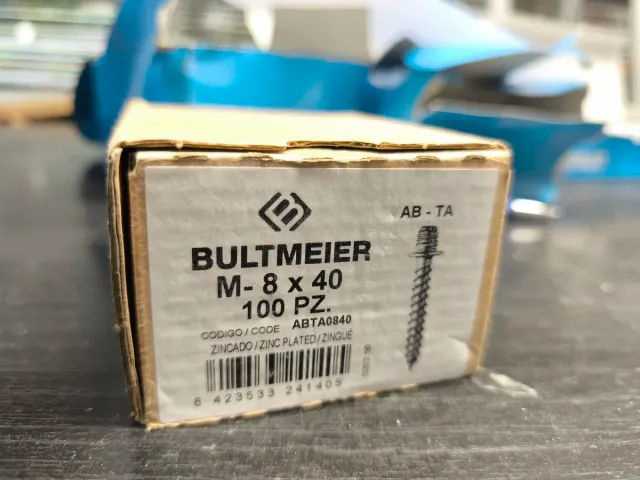 AB - TA
BULTMEIER
M- 8 x 40
100 PZ.
CODIGO / CODE ABTA0840
ZINCADO / ZINC PLATED / ZINGUÉ
8 423533 241405